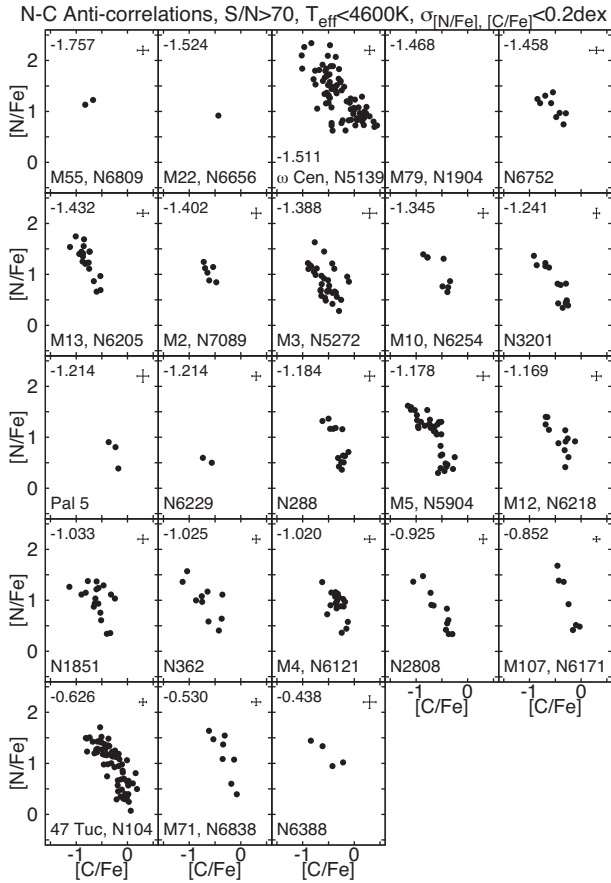 N-C Anti-correlations, S/N>70, T_eff<4600K, σ_[N/Fe], [C/Fe]<0.2dex
-1.757 -1.524 -1.468 -1.458
2
1
0
[N/Fe]
-1.511
M55, N6809 M22, N6656 ω Cen, N5139 M79, N1904 N6752
-1.432 -1.402 -1.388 -1.345 -1.241
2
1
0
[N/Fe]
M13, N6205 M2, N7089 M3, N5272 M10, N6254 N3201
-1.214 -1.214 -1.184 -1.178 -1.169
2
1
0
[N/Fe]
Pal 5 N6229 N288 M5, N5904 M12, N6218
-1.033 -1.025 -1.020 -0.925 -0.852
2
1
0
[N/Fe]
N1851 N362 M4, N6121 N2808 M107, N6171
-1 0 -1 0
[C/Fe] [C/Fe]
-0.626 -0.530 -0.438
2
1
0
[N/Fe]
47 Tuc, N104 M71, N6838 N6388
-1 0 -1 0 -1 0
[C/Fe] [C/Fe] [C/Fe]